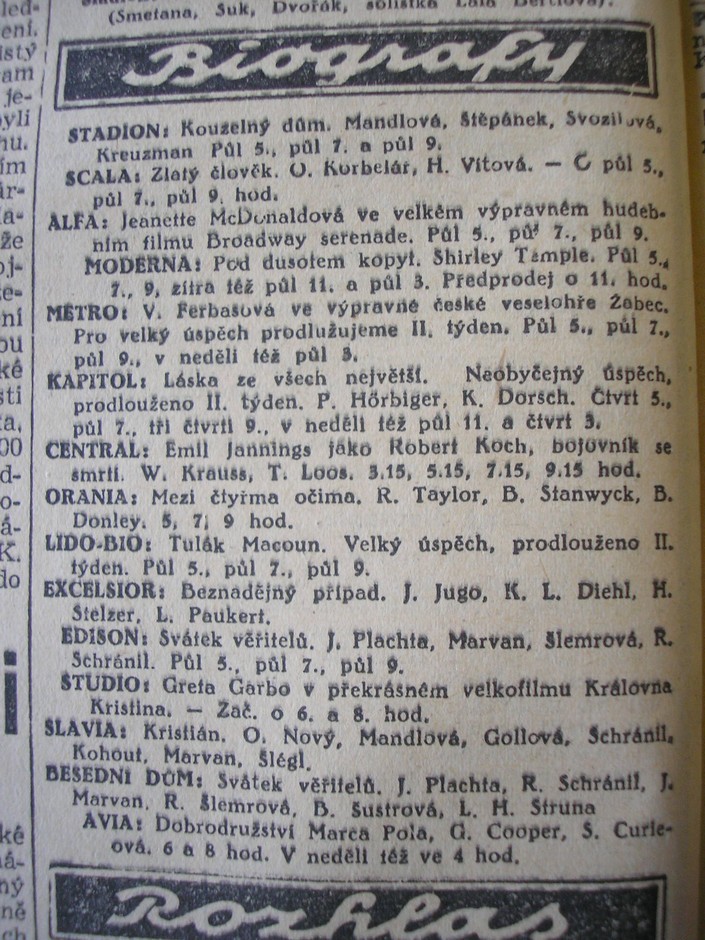 (Smetana, Suk, Dvořák, sólistka Lála Bertlová).
Biografy
STADION: Kouzelný dům. Mandlová, Štěpánek, Svozilová,
Kreuzman Půl 5., půl 7. a půl 9.
SCALA: Zlatý člověk. O. Korbelář, H. Vítová. — O půl 5.,
půl 7., půl 9. hod.
ALFA: Jeanette McDonaldová ve velkém výpravném hudeb-
ním filmu Broadway serenade. Půl 5., půl 7., půl 9.
MODERNA: Pod dusotem kopyt. Shirley Temple. Půl 5.,
7., 9, zítra též půl 11. a půl 3. Předprodej o 11. hod.
METRO: V. Ferbasová ve výpravné české veselohře Žabec.
Pro velký úspěch prodlužujeme II. týden. Půl 5., půl 7.,
půl 9., v neděli též půl 3.
KAPITOL: Láska ze všech největší. Neobyčejný úspěch,
prodlouženo II. týden. P. Hörbiger, K. Dorsch. Čtvrt 5.,
půl 7., tři čtvrti 9., v neděli též půl 11. a čtvrt 3.
CENTRAL: Emil Jannings jako Robert Koch, bojovník se
smrtí. W. Krauss, T. Loos. 3.15, 5.15, 7.15, 9.15 hod.
ORANIA: Mezi čtyřma očima. R. Taylor, B. Stanwyck, B.
Donley. 5, 7, 9 hod.
LIDO-BIO: Tulák Macoun. Velký úspěch, prodlouženo II.
týden. Půl 5., půl 7., půl 9.
EXCELSIOR: Beznadějný případ. J. Jugo, K. L. Diehl, H.
Stelzer, L. Paukert.
EDISON: Svátek věřitelů. J. Plachta, Marvan, Šlemrová, R.
Schránil. Půl 5., půl 7., půl 9.
STUDIO: Greta Garbo v překrásném velkofilmu Královna
Kristina. — Zač. o 6. a 8. hod.
SLAVIA: Kristián. O. Nový, Mandlová, Gollová, Schránil,
Kohout, Marvan, Šlégl.
BESEDNÍ DŮM: Svátek věřitelů. J. Plachta, R. Schránil, J.
Marvan, R. Šlemrová, B. Šustrová, L. H. Struna
AVIA: Dobrodružství Marca Pola, G. Cooper, S. Curie-
ová. 6 a 8 hod. V neděli též ve 4 hod.
Rozhlas